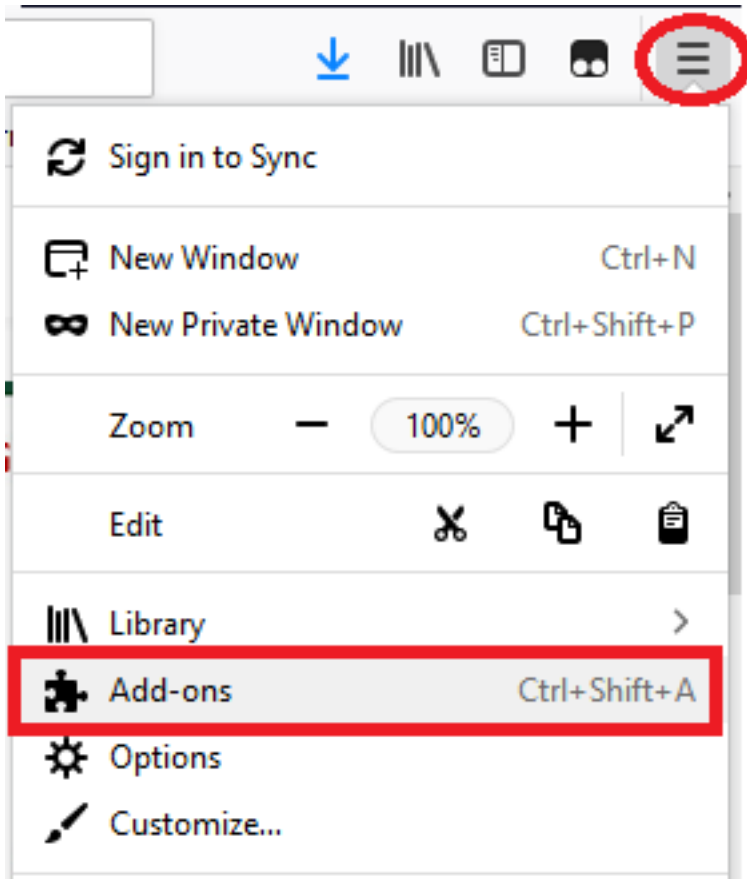 Sign in to Sync
New Window Ctrl+N
New Private Window Ctrl+Shift+P
Zoom 100%
Edit
Library
Add-ons Ctrl+Shift+A
Options
Customize...